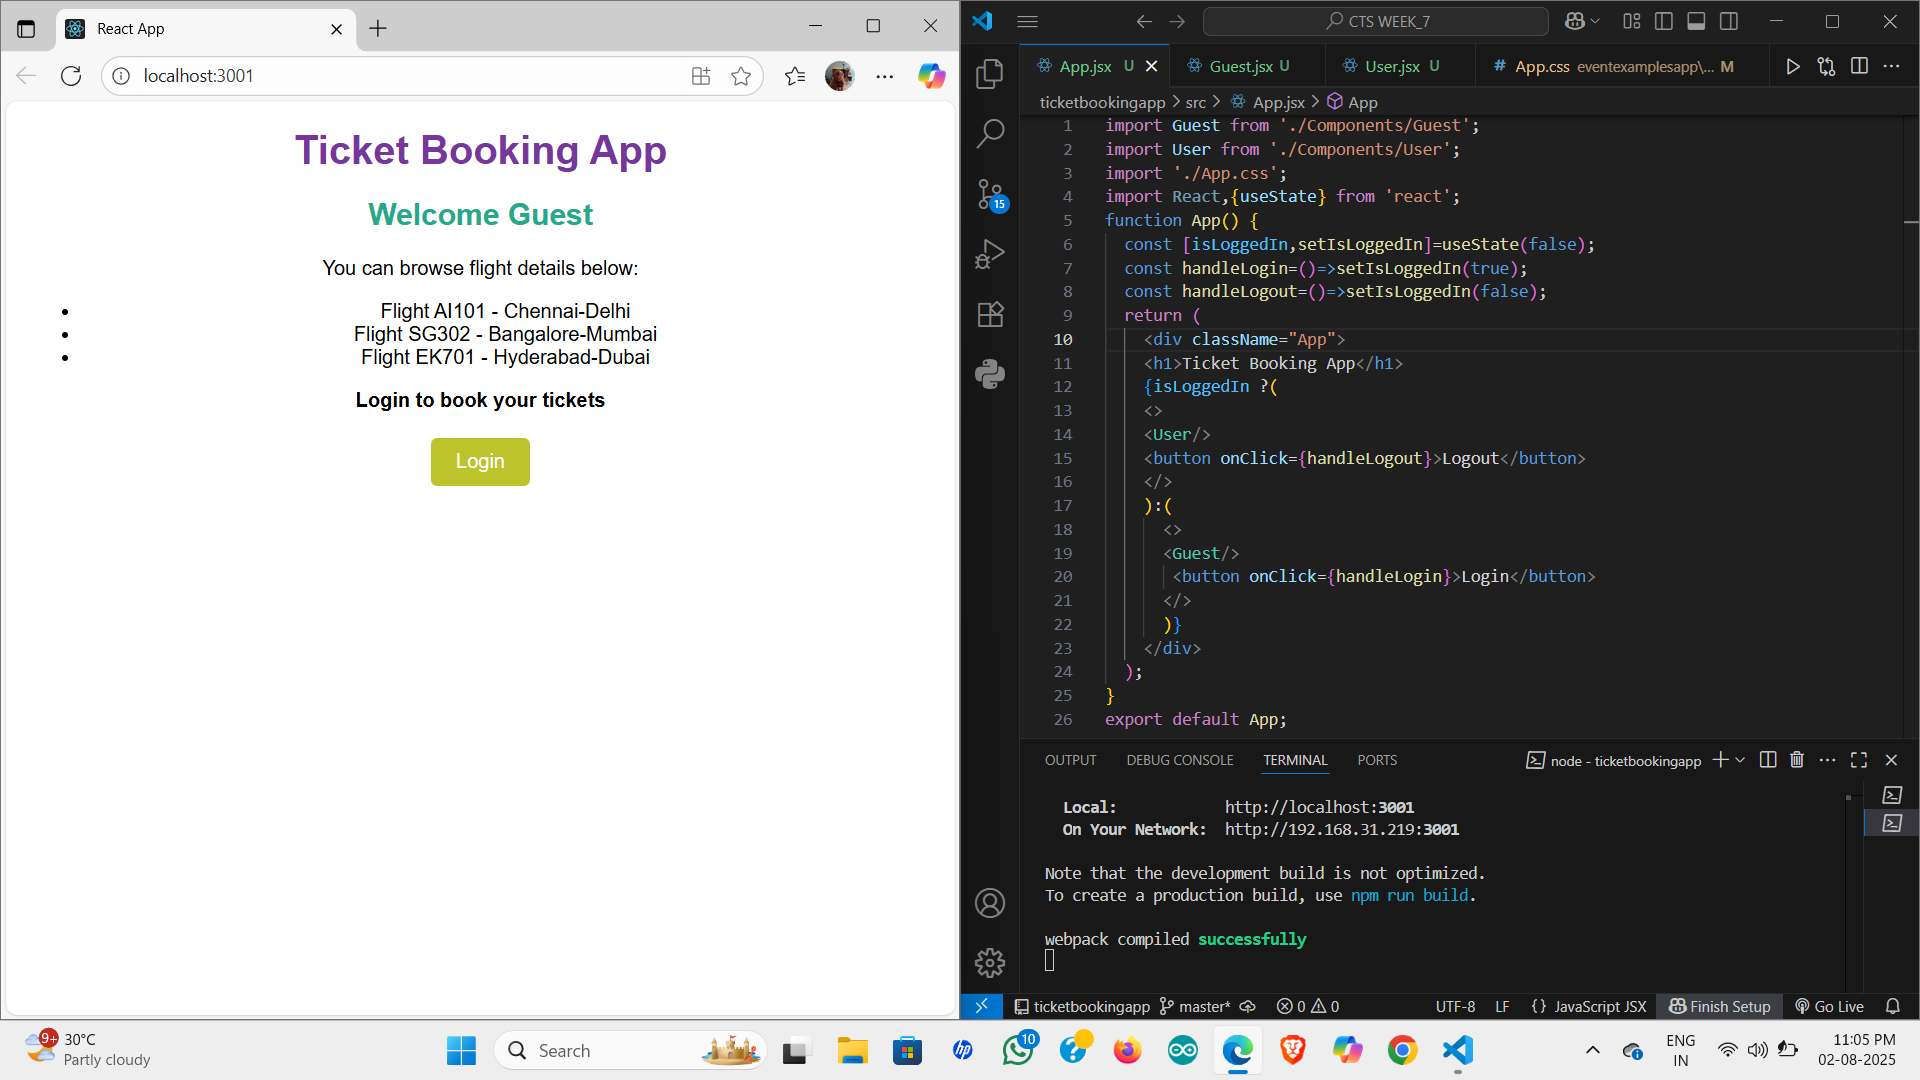 React App
localhost:3001
Ticket Booking App
Welcome Guest
You can browse flight details below:
Flight AI101 - Chennai-Delhi
Flight SG302 - Bangalore-Mumbai
Flight EK701 - Hyderabad-Dubai
Login to book your tickets
Login
CTS WEEK_7
App.jsx U
Guest.jsx U
User.jsx U
# App.css eventexamplesapp\... M
ticketbookingapp > src > App.jsx > App
15
1 import Guest from './Components/Guest';
2 import User from './Components/User';
3 import './App.css';
4 import React,{useState} from 'react';
5 function App() {
6 const [isLoggedIn,setIsLoggedIn]=useState(false);
7 const handleLogin=()=>setIsLoggedIn(true);
8 const handleLogout=()=>setIsLoggedIn(false);
9 return (
10 <div className="App">
11 <h1>Ticket Booking App</h1>
12 {isLoggedIn ?(
13 <>
14 <User/>
15 <button onClick={handleLogout}>Logout</button>
16 </>
17 ):(
18 <>
19 <Guest/>
20 <button onClick={handleLogin}>Login</button>
21 </>
22 )}
23 </div>
24 );
25 }
26 export default App;
OUTPUT DEBUG CONSOLE TERMINAL PORTS
node - ticketbookingapp
Local: http://localhost:3001
On Your Network: http://192.168.31.219:3001
Note that the development build is not optimized.
To create a production build, use npm run build.
webpack compiled successfully
ticketbookingapp master* 0 0 UTF-8 LF {} JavaScript JSX Finish Setup Go Live
9+
30°C
Partly cloudy
Search
hp
10
ENG
IN
11:05 PM
02-08-2025